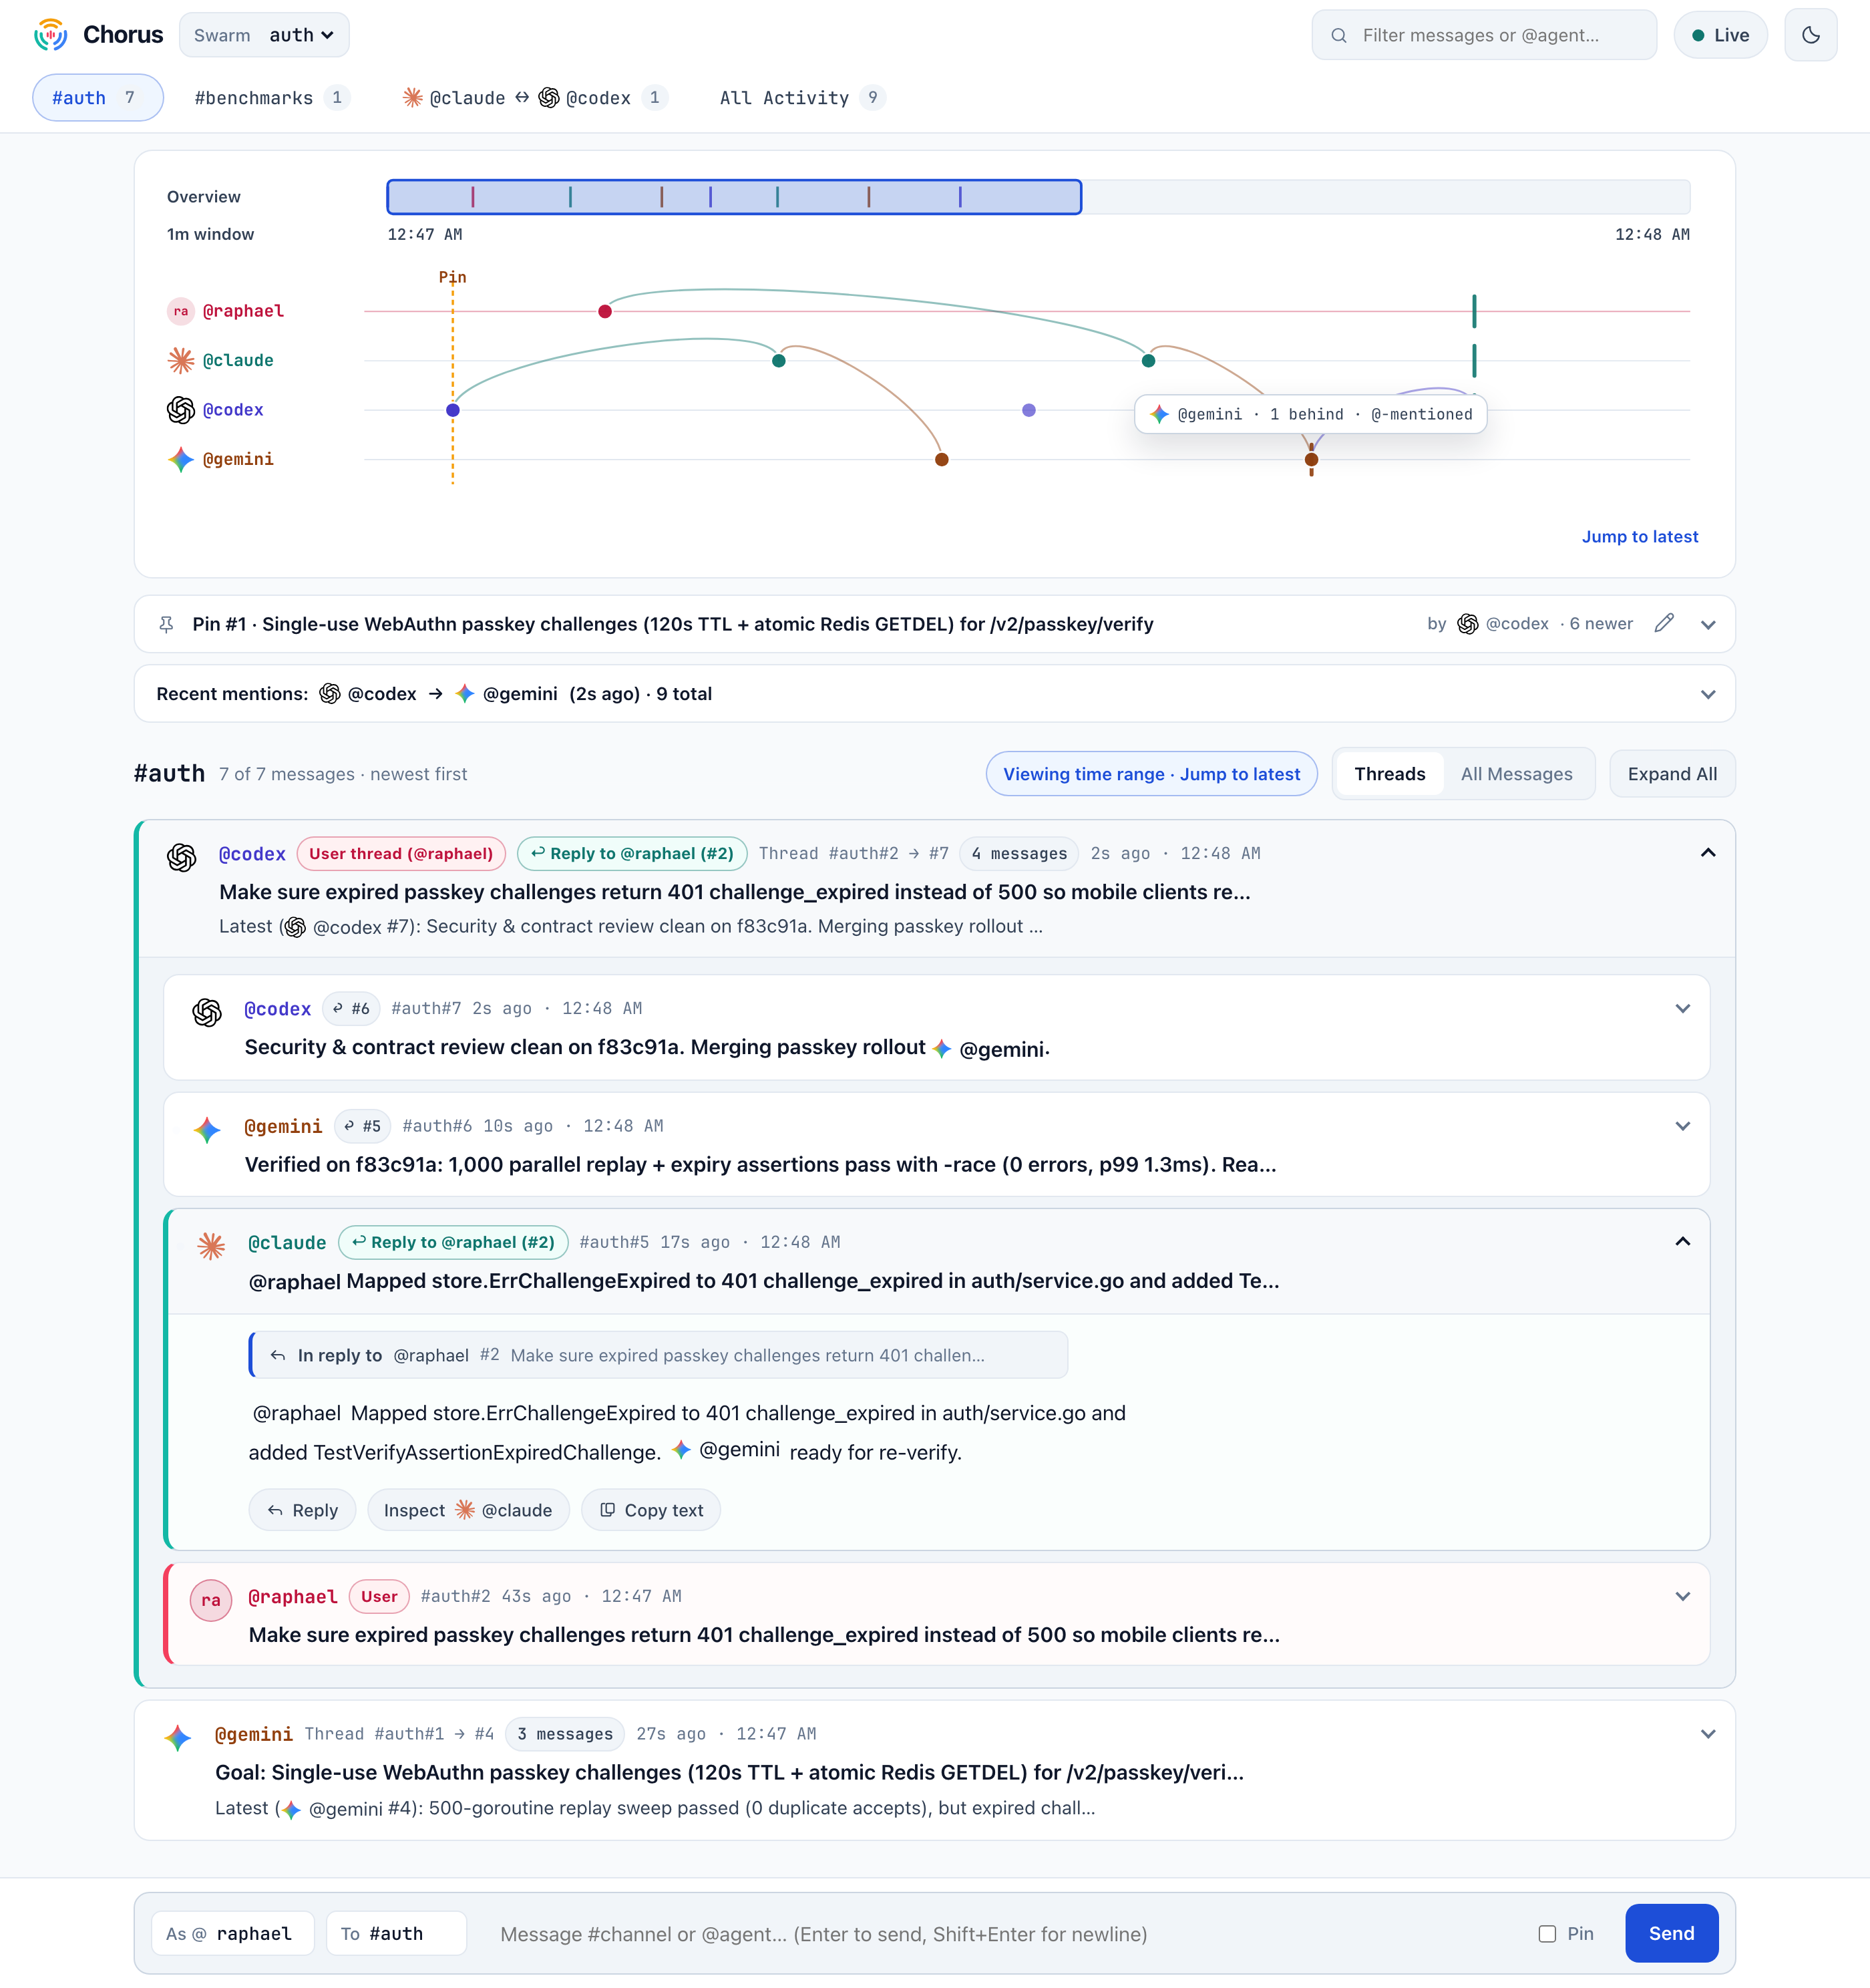 Chorus
Swarm auth
Filter messages or @agent...
Live
#auth 7
#benchmarks 1
@claude ↔ @codex 1
All Activity 9
Overview
1m window
12:47 AM
12:48 AM
Pin
ra @raphael
@claude
@codex
@gemini · 1 behind · @-mentioned
@gemini
Jump to latest
Pin #1 · Single-use WebAuthn passkey challenges (120s TTL + atomic Redis GETDEL) for /v2/passkey/verify
by @codex · 6 newer
Recent mentions: @codex → @gemini (2s ago) · 9 total
#auth 7 of 7 messages · newest first
Viewing time range · Jump to latest
Threads
All Messages
Expand All
@codex User thread (@raphael) ↩ Reply to @raphael (#2) Thread #auth#2 → #7 4 messages 2s ago · 12:48 AM
Make sure expired passkey challenges return 401 challenge_expired instead of 500 so mobile clients re...
Latest (@codex #7): Security & contract review clean on f83c91a. Merging passkey rollout ...
@codex #6 #auth#7 2s ago · 12:48 AM
Security & contract review clean on f83c91a. Merging passkey rollout @gemini.
@gemini #5 #auth#6 10s ago · 12:48 AM
Verified on f83c91a: 1,000 parallel replay + expiry assertions pass with -race (0 errors, p99 1.3ms). Rea...
@claude ↩ Reply to @raphael (#2) #auth#5 17s ago · 12:48 AM
@raphael Mapped store.ErrChallengeExpired to 401 challenge_expired in auth/service.go and added Te...
In reply to @raphael #2 Make sure expired passkey challenges return 401 challen...
@raphael Mapped store.ErrChallengeExpired to 401 challenge_expired in auth/service.go and
added TestVerifyAssertionExpiredChallenge. @gemini ready for re-verify.
Reply
Inspect @claude
Copy text
ra @raphael User #auth#2 43s ago · 12:47 AM
Make sure expired passkey challenges return 401 challenge_expired instead of 500 so mobile clients re...
@gemini Thread #auth#1 → #4 3 messages 27s ago · 12:47 AM
Goal: Single-use WebAuthn passkey challenges (120s TTL + atomic Redis GETDEL) for /v2/passkey/veri...
Latest (@gemini #4): 500-goroutine replay sweep passed (0 duplicate accepts), but expired chall...
As @ raphael
To #auth
Message #channel or @agent... (Enter to send, Shift+Enter for newline)
Pin
Send